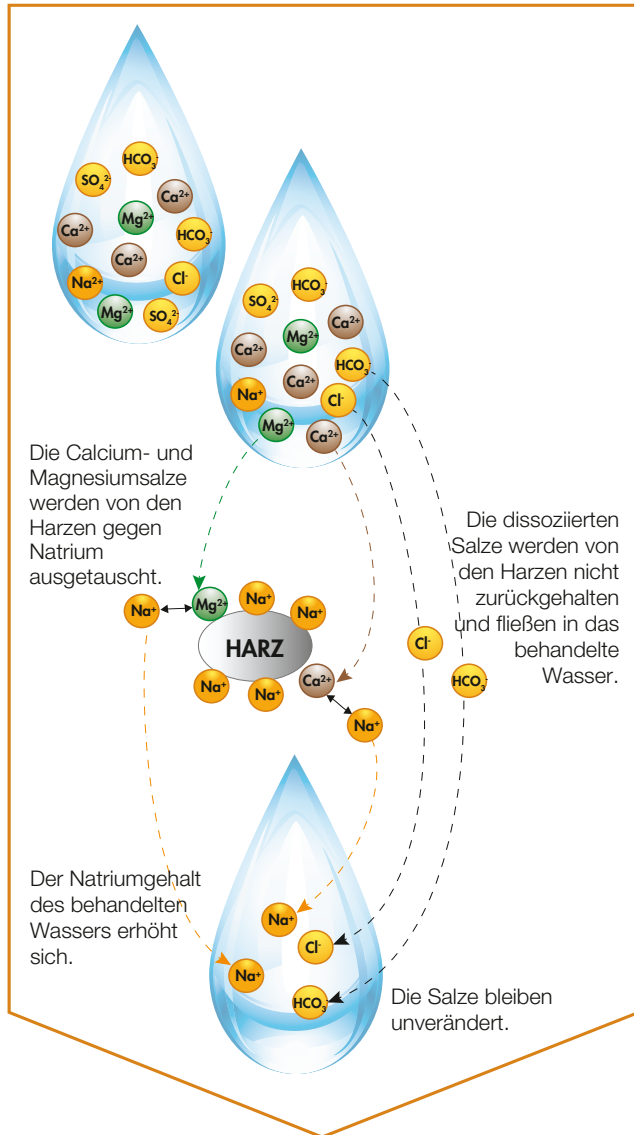 HCO₃⁻
SO₄²⁻
Ca²⁺
Mg²⁺
Ca²⁺
HCO₃⁻
Ca²⁺
Na²⁺
Cl⁻
Mg²⁺
SO₄²⁻
HCO₃⁻
SO₄²⁻
Ca²⁺
Mg²⁺
Ca²⁺
HCO₃⁻
Ca²⁺
Na⁺
Cl⁻
Mg²⁺
Ca²⁺
Die Calcium- und
Magnesiumsalze
werden von den
Harzen gegen
Natrium
ausgetauscht.
Die dissoziierten
Salze werden von
den Harzen nicht
zurückgehalten
und fließen in das
behandelte
Wasser.
Na⁺
Mg²⁺
Na⁺
Na⁺
HARZ
Na⁺
Na⁺
Ca²⁺
Na⁺
Cl⁻
HCO₃⁻
Der Natriumgehalt
des behandelten
Wassers erhöht
sich.
Na⁺
Cl⁻
Na⁺
HCO₃⁻
Die Salze bleiben
unverändert.